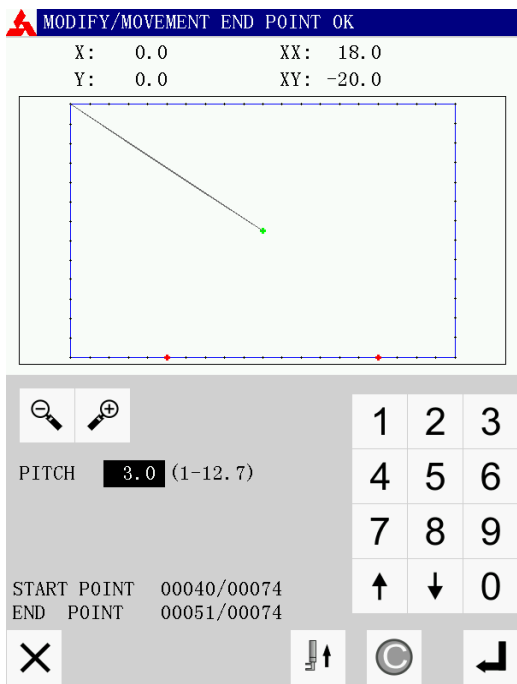 MODIFY/MOVEMENT END POINT OK
X: 0.0 XX: 18.0
Y: 0.0 XY: -20.0
1 2 3
PITCH 3.0 (1-12.7)
4 5 6
7 8 9
START POINT 00040/00074
0
END POINT 00051/00074
C